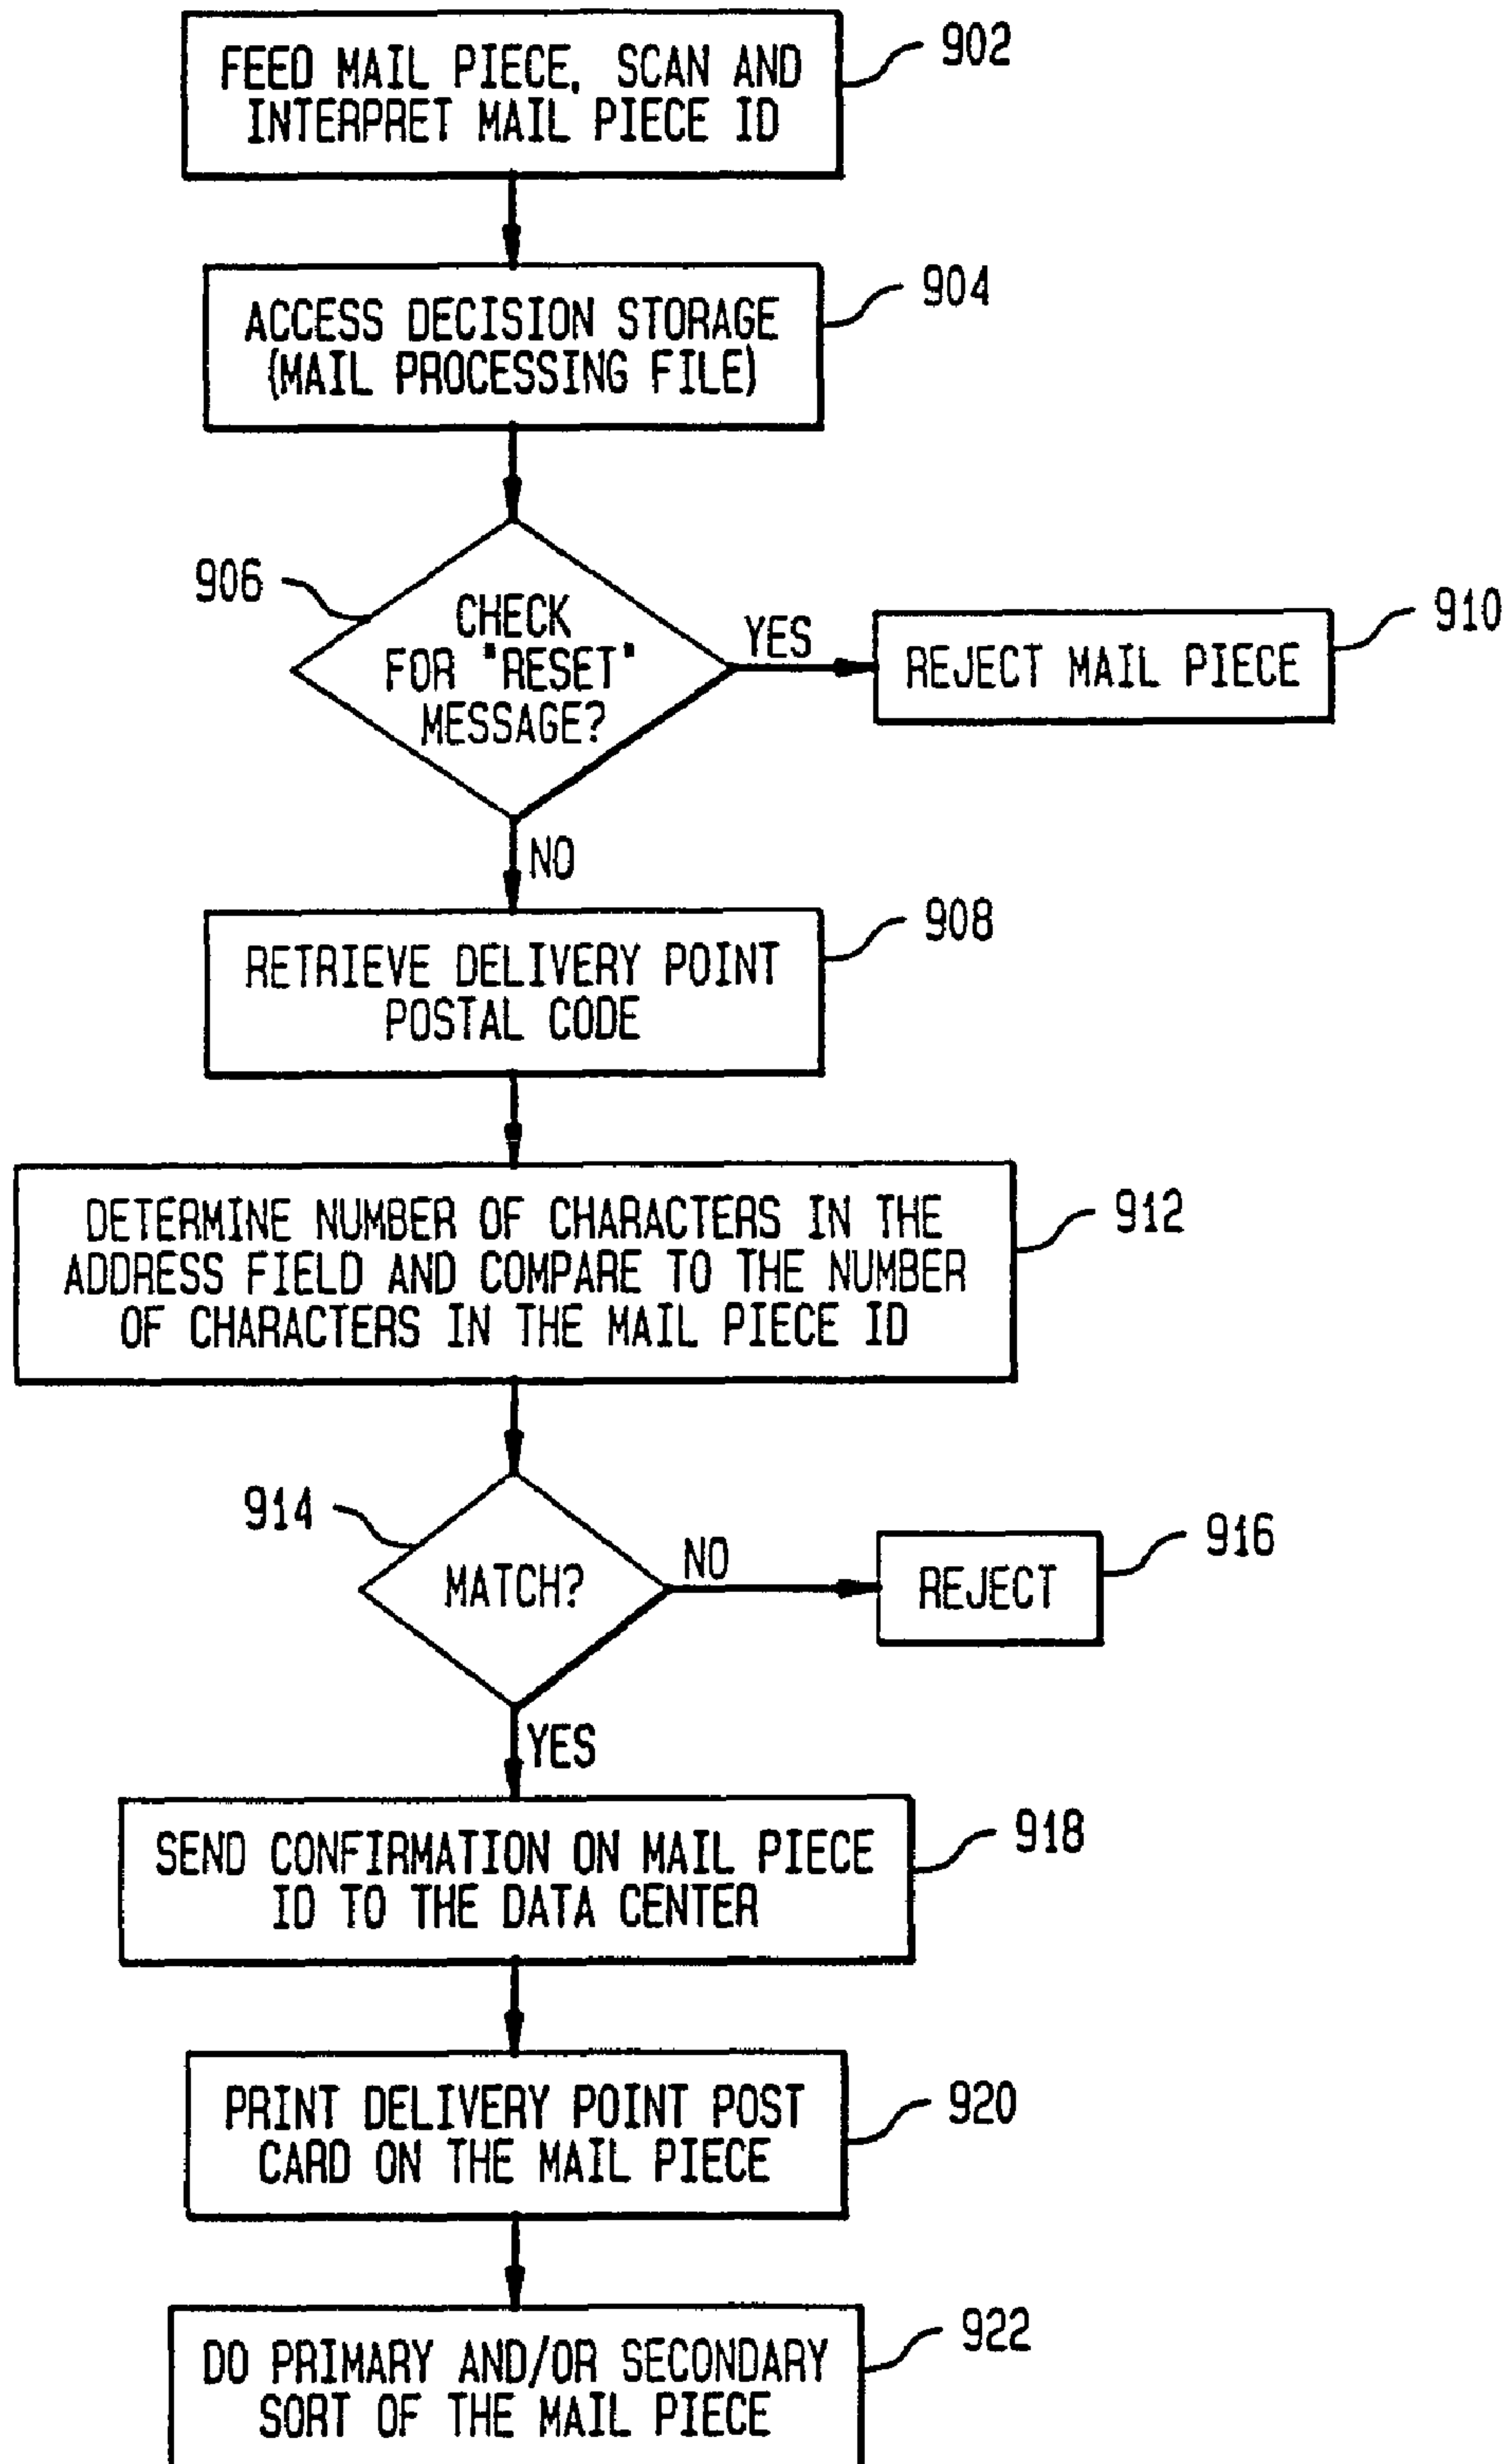 FEED MAIL PIECE, SCAN AND
INTERPRET MAIL PIECE ID
902
ACCESS DECISION STORAGE
(MAIL PROCESSING FILE)
904
906
CHECK
FOR "RESET"
MESSAGE?
YES
REJECT MAIL PIECE
910
NO
RETRIEVE DELIVERY POINT
POSTAL CODE
908
DETERMINE NUMBER OF CHARACTERS IN THE
ADDRESS FIELD AND COMPARE TO THE NUMBER
OF CHARACTERS IN THE MAIL PIECE ID
912
914
MATCH?
NO
REJECT
916
YES
SEND CONFIRMATION ON MAIL PIECE
ID TO THE DATA CENTER
918
PRINT DELIVERY POINT POST
CARD ON THE MAIL PIECE
920
DO PRIMARY AND/OR SECONDARY
SORT OF THE MAIL PIECE
922